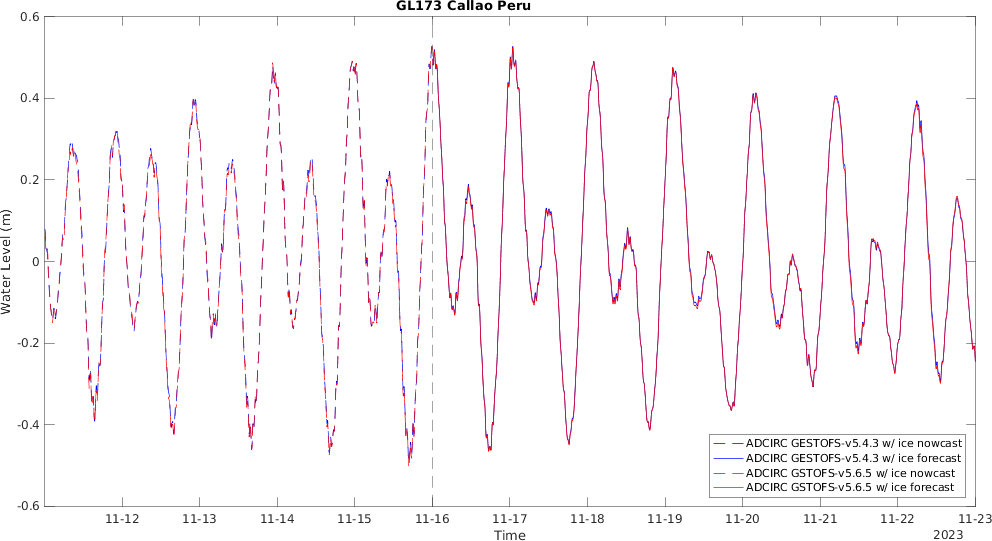 GL173 Callao Peru
0.6
0.4
0.2
0
-0.2
-0.4
-0.6
Water Level (m)
11-12 11-13 11-14 11-15 11-16 11-17 11-18 11-19 11-20 11-21 11-22 11-23
Time
2023
ADCIRC GESTOFS-v5.4.3 w/ ice nowcast
ADCIRC GESTOFS-v5.4.3 w/ ice forecast
ADCIRC GSTOFS-v5.6.5 w/ ice nowcast
ADCIRC GSTOFS-v5.6.5 w/ ice forecast